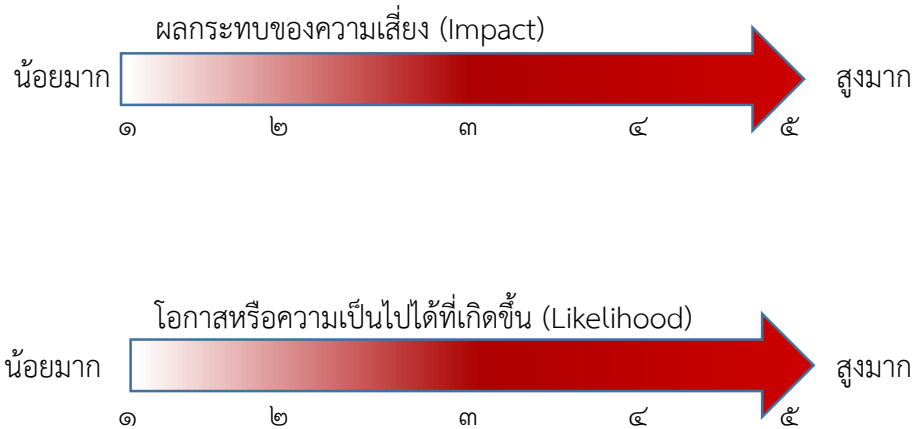 ผลกระทบของความเสี่ยง (Impact)
น้อยมาก สูงมาก
๑ ๒ ๓ ๔ ๕
โอกาสหรือความเป็นไปได้ที่เกิดขึ้น (Likelihood)
น้อยมาก สูงมาก
๑ ๒ ๓ ๔ ๕